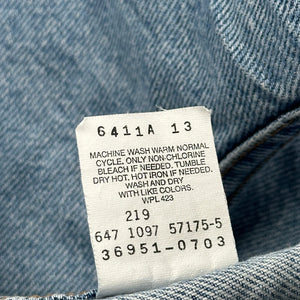 6411A 13
MACHINE WASH WARM NORMAL
CYCLE. ONLY NON-CHLORINE
BLEACH IF NEEDED. TUMBLE
DRY HOT. HOT IRON IF NEEDED.
WASH AND DRY
WITH LIKE COLORS.
WPL 423
219
647 1097 57175-5
36951-0703